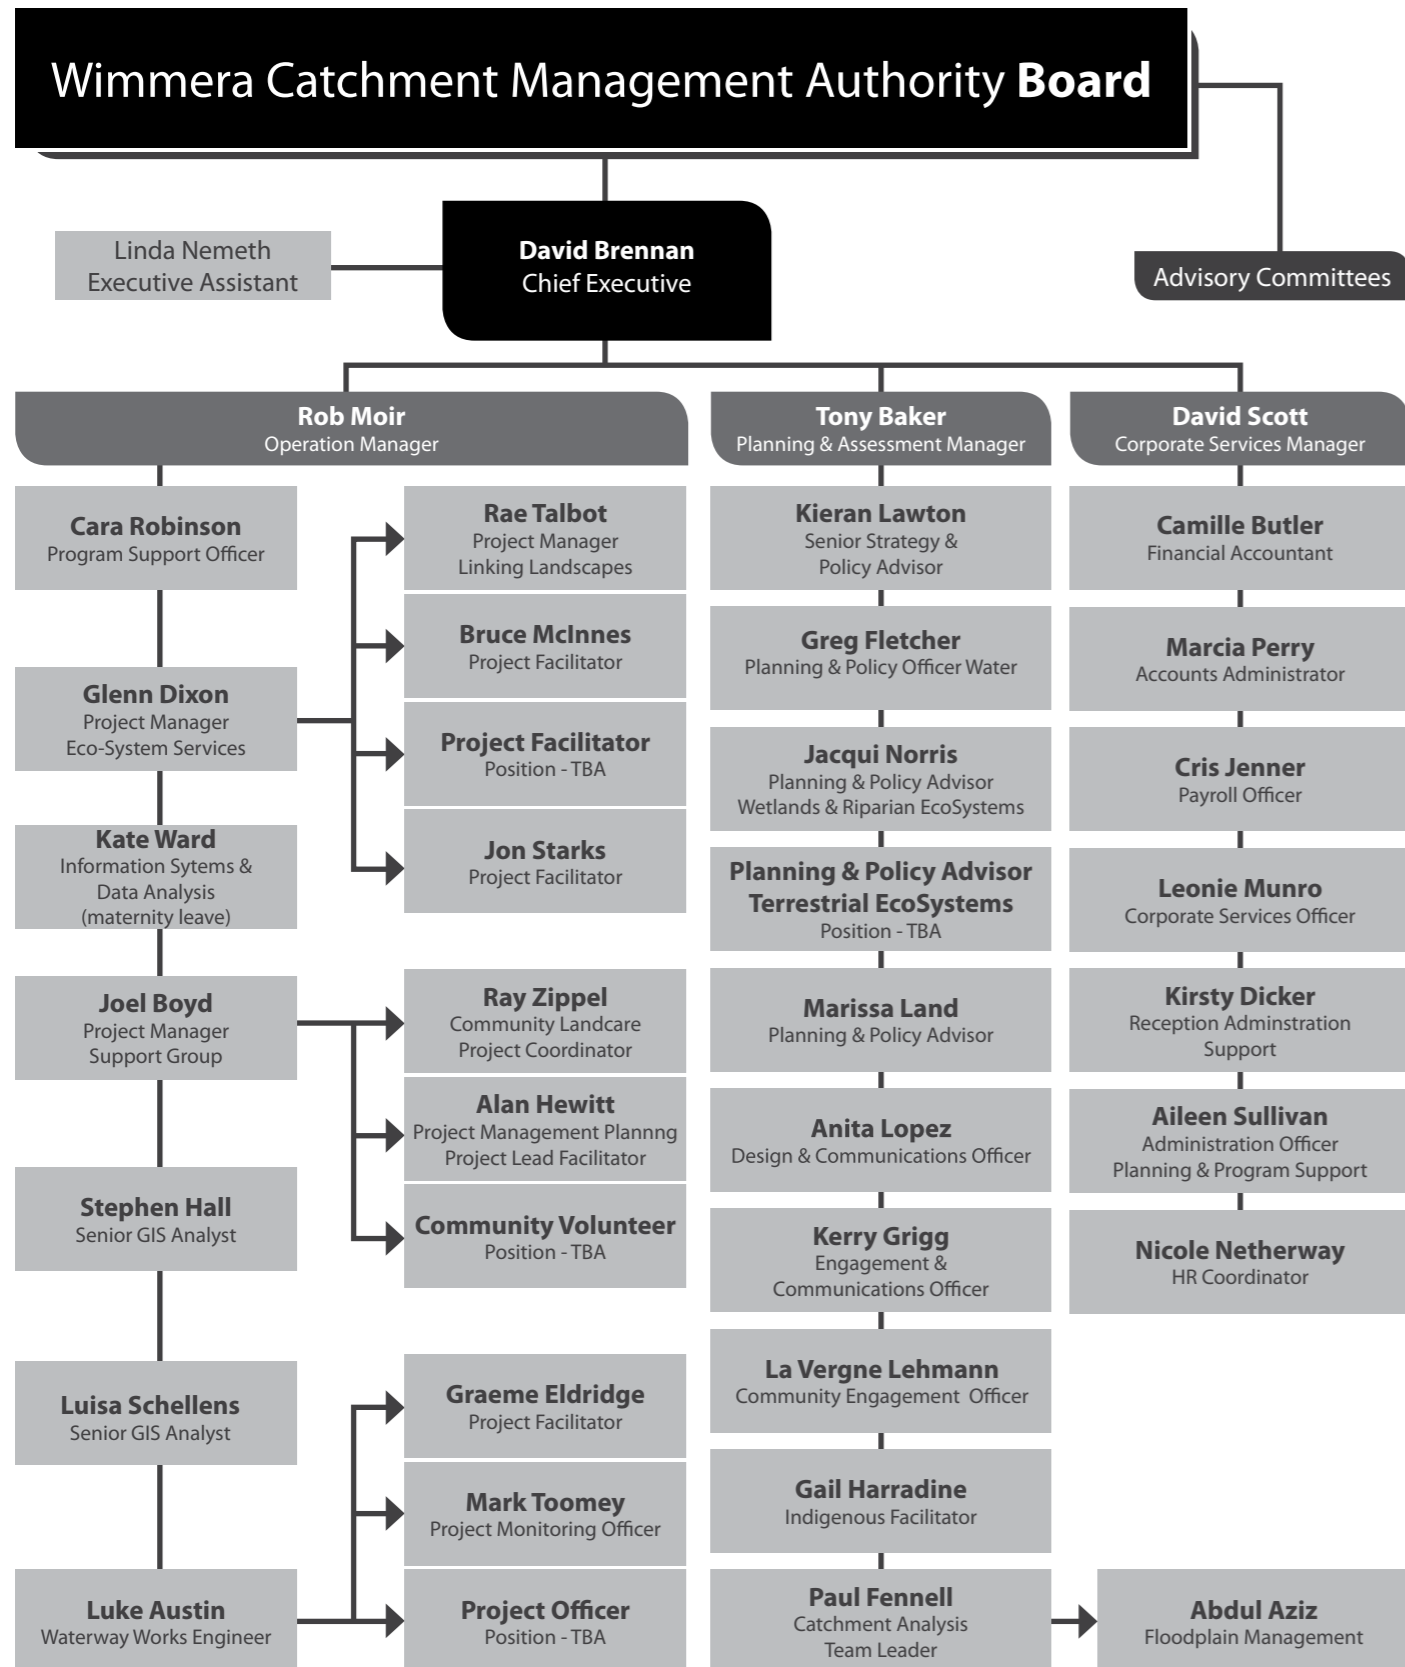 Wimmera Catchment Management Authority Board
Linda Nemeth
Executive Assistant
David Brennan
Chief Executive
Advisory Committees
Rob Moir
Operation Manager
Cara Robinson
Program Support Officer
Glenn Dixon
Project Manager
Eco-System Services
Rae Talbot
Project Manager
Linking Landscapes
Bruce McInnes
Project Facilitator
Project Facilitator
Position - TBA
Jon Starks
Project Facilitator
Kate Ward
Information Sytems &
Data Analysis
(maternity leave)
Joel Boyd
Project Manager
Support Group
Ray Zippel
Community Landcare
Project Coordinator
Alan Hewitt
Project Management Plannng
Project Lead Facilitator
Community Volunteer
Position - TBA
Stephen Hall
Senior GIS Analyst
Luisa Schellens
Senior GIS Analyst
Luke Austin
Waterway Works Engineer
Graeme Eldridge
Project Facilitator
Mark Toomey
Project Monitoring Officer
Project Officer
Position - TBA
Tony Baker
Planning & Assessment Manager
Kieran Lawton
Senior Strategy &
Policy Advisor
Greg Fletcher
Planning & Policy Officer Water
Jacqui Norris
Planning & Policy Advisor
Wetlands & Riparian EcoSystems
Planning & Policy Advisor
Terrestrial EcoSystems
Position - TBA
Marissa Land
Planning & Policy Advisor
Anita Lopez
Design & Communications Officer
Kerry Grigg
Engagement &
Communications Officer
La Vergne Lehmann
Community Engagement Officer
Gail Harradine
Indigenous Facilitator
Paul Fennell
Catchment Analysis
Team Leader
Abdul Aziz
Floodplain Management
David Scott
Corporate Services Manager
Camille Butler
Financial Accountant
Marcia Perry
Accounts Administrator
Cris Jenner
Payroll Officer
Leonie Munro
Corporate Services Officer
Kirsty Dicker
Reception Adminstration
Support
Aileen Sullivan
Administration Officer
Planning & Program Support
Nicole Netherway
HR Coordinator